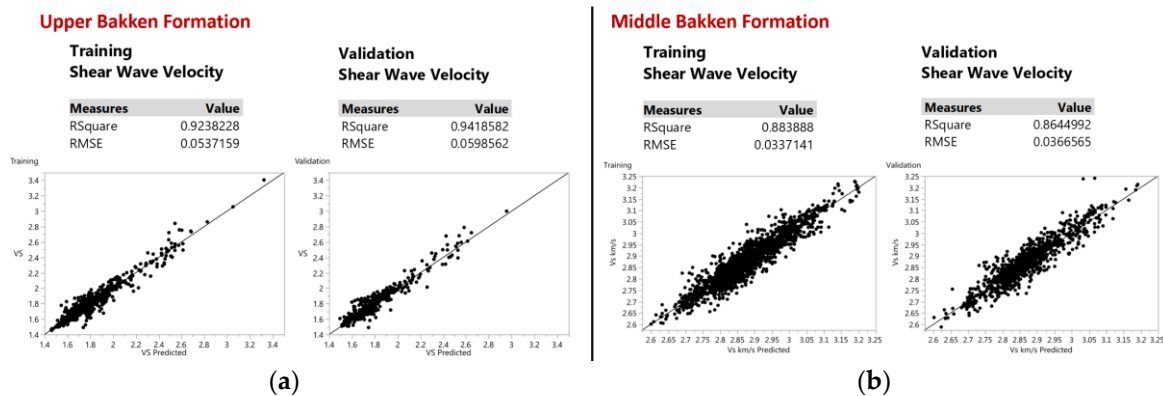 Upper Bakken Formation
Training
Shear Wave Velocity
Measures Value
RSquare 0.9238228
RMSE 0.0537159
Validation
Shear Wave Velocity
Measures Value
RSquare 0.9418582
RMSE 0.0598562
Training
3.4
3.2
3
2.8
2.6
2.4
2.2
2
1.8
1.6
1.4
VS
1.4 1.6 1.8 2 2.2 2.4 2.6 2.8 3 3.2 3.4
VS Predicted
Validation
3.4
3.2
3
2.8
2.6
2.4
2.2
2
1.8
1.6
1.4
VS
1.4 1.6 1.8 2 2.2 2.4 2.6 2.8 3 3.2 3.4
VS Predicted
(a)
Middle Bakken Formation
Training
Shear Wave Velocity
Measures Value
RSquare 0.883888
RMSE 0.0337141
Validation
Shear Wave Velocity
Measures Value
RSquare 0.8644992
RMSE 0.0366565
Training
3.25
3.2
3.15
3.1
3.05
3
2.95
2.9
2.85
2.8
2.75
2.7
2.65
2.6
Vs km/s
2.6 2.65 2.7 2.75 2.8 2.85 2.9 2.95 3 3.05 3.1 3.15 3.2 3.25
Vs km/s Predicted
Validation
3.25
3.2
3.15
3.1
3.05
3
2.95
2.9
2.85
2.8
2.75
2.7
2.65
2.6
Vs km/s
2.6 2.65 2.7 2.75 2.8 2.85 2.9 2.95 3 3.05 3.1 3.15 3.2 3.25
Vs km/s Predicted
(b)